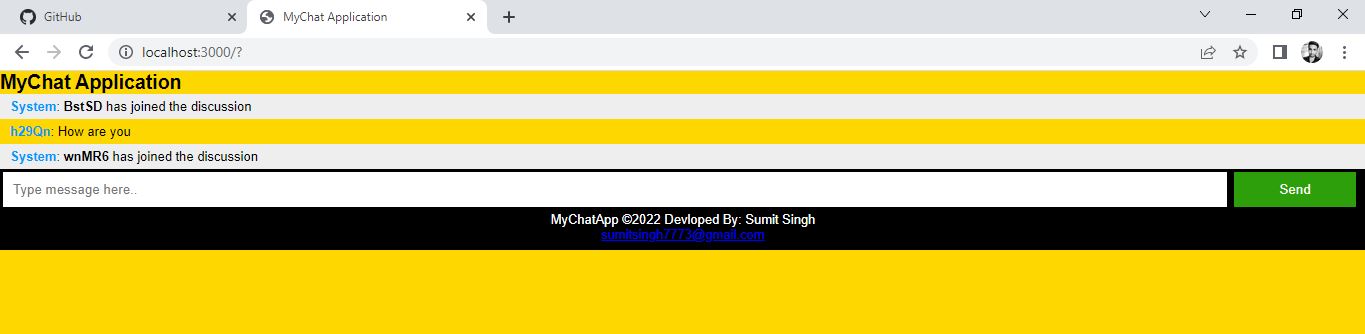 GitHub
MyChat Application
localhost:3000/?
MyChat Application
System: BstSD has joined the discussion
h29Qn: How are you
System: wnMR6 has joined the discussion
Type message here..
Send
MyChatApp ©2022 Devloped By: Sumit Singh
sumitsingh7773@gmail.com